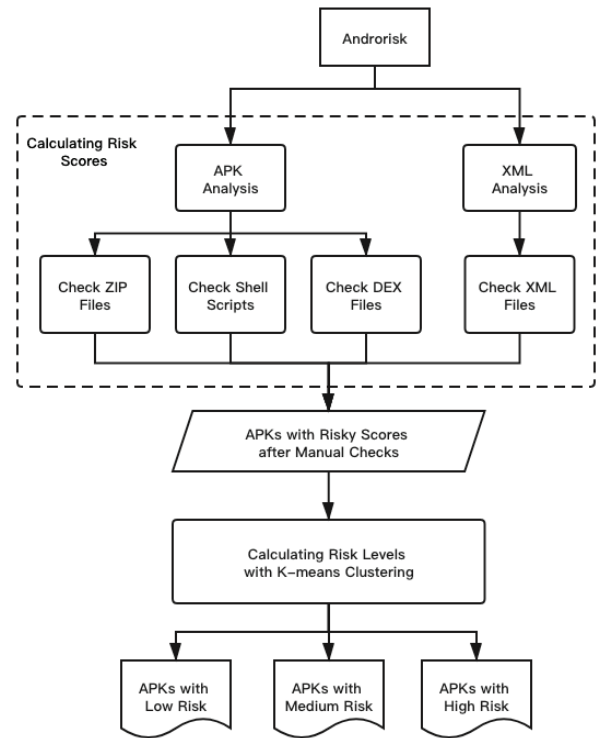 Androrisk
Calculating Risk
Scores
APK
Analysis
XML
Analysis
Check ZIP
Files
Check Shell
Scripts
Check DEX
Files
Check XML
Files
APKs with Risky Scores
after Manual Checks
Calculating Risk Levels
with K-means Clustering
APKs with
Low Risk
APKs with
Medium Risk
APKs with
High Risk